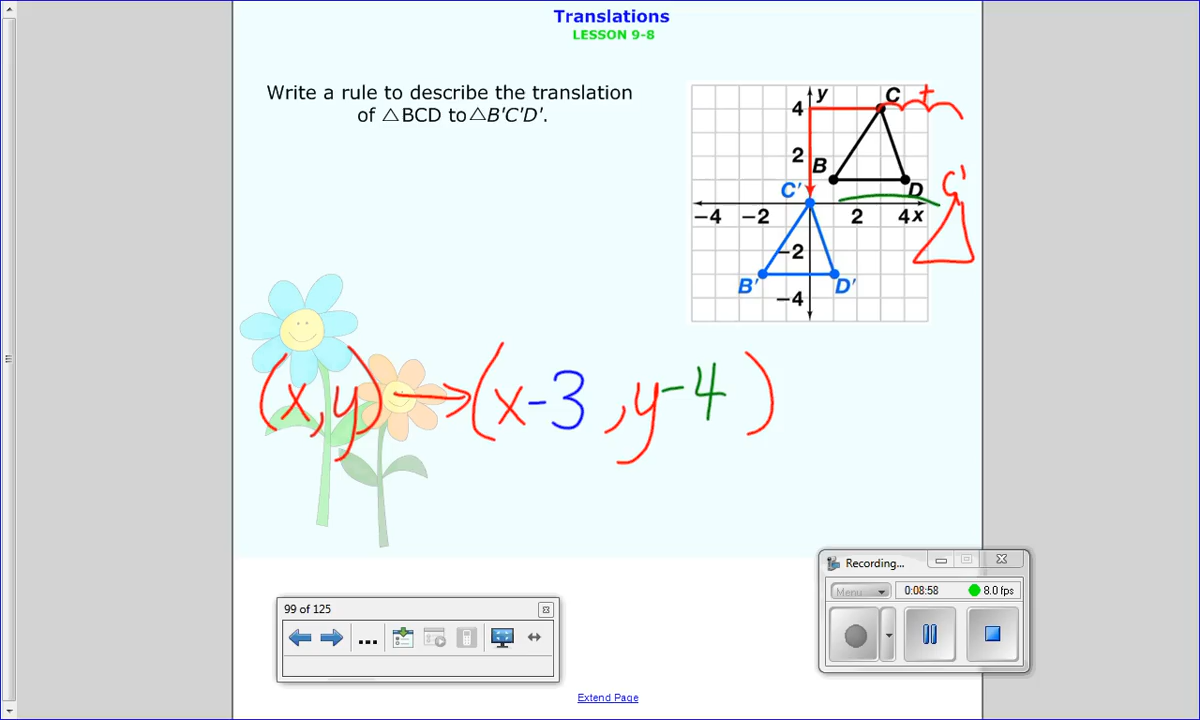 Translations
LESSON 9-8
Write a rule to describe the translation
of △BCD to △B'C'D'.
y
C
+
4
2
B
D
C'
C'
-4 -2 2 4 x
-2
B'
D'
-4
(x,y)→(x-3,y-4)
Recording...
Menu
0:08:58
8.0 fps
99 of 125
...
Extend Page